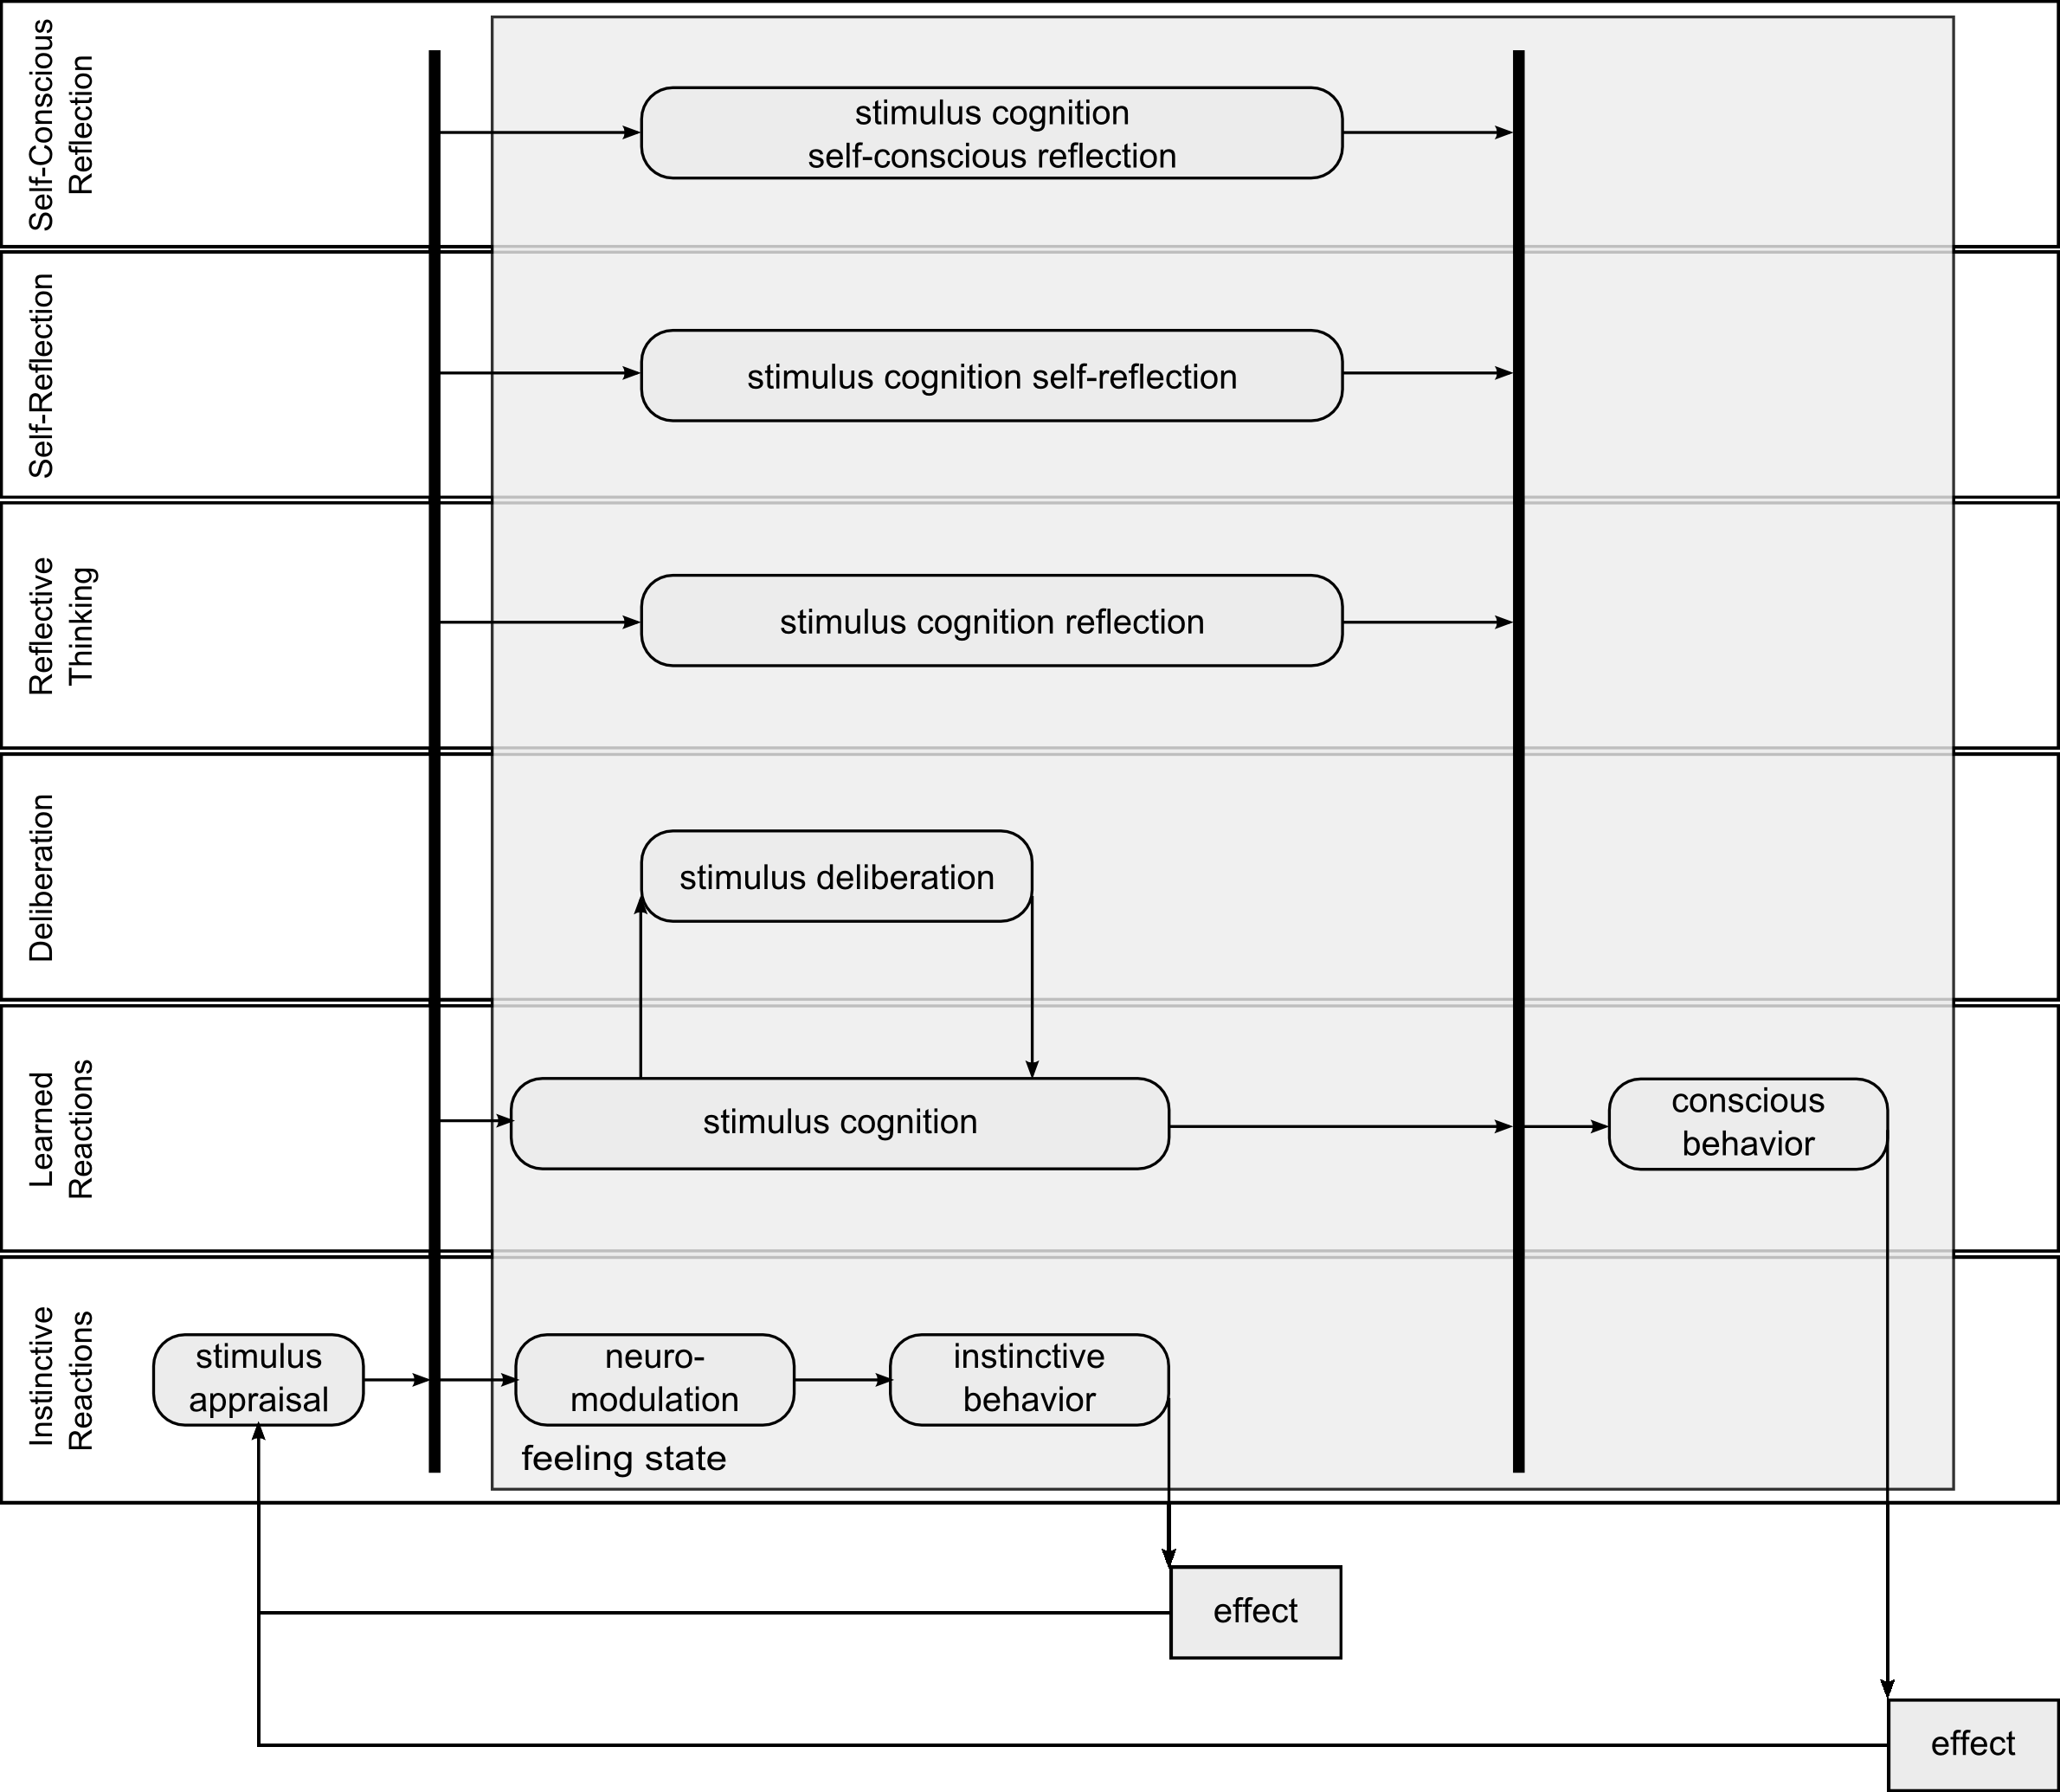 Self-Conscious
Reflection
stimulus cognition
self-conscious reflection
Self-Reflection
stimulus cognition self-reflection
Reflective
Thinking
stimulus cognition reflection
Deliberation
stimulus deliberation
Learned
Reactions
stimulus cognition
conscious
behavior
Instinctive
Reactions
stimulus
appraisal
neuro-
modulation
instinctive
behavior
feeling state
effect
effect